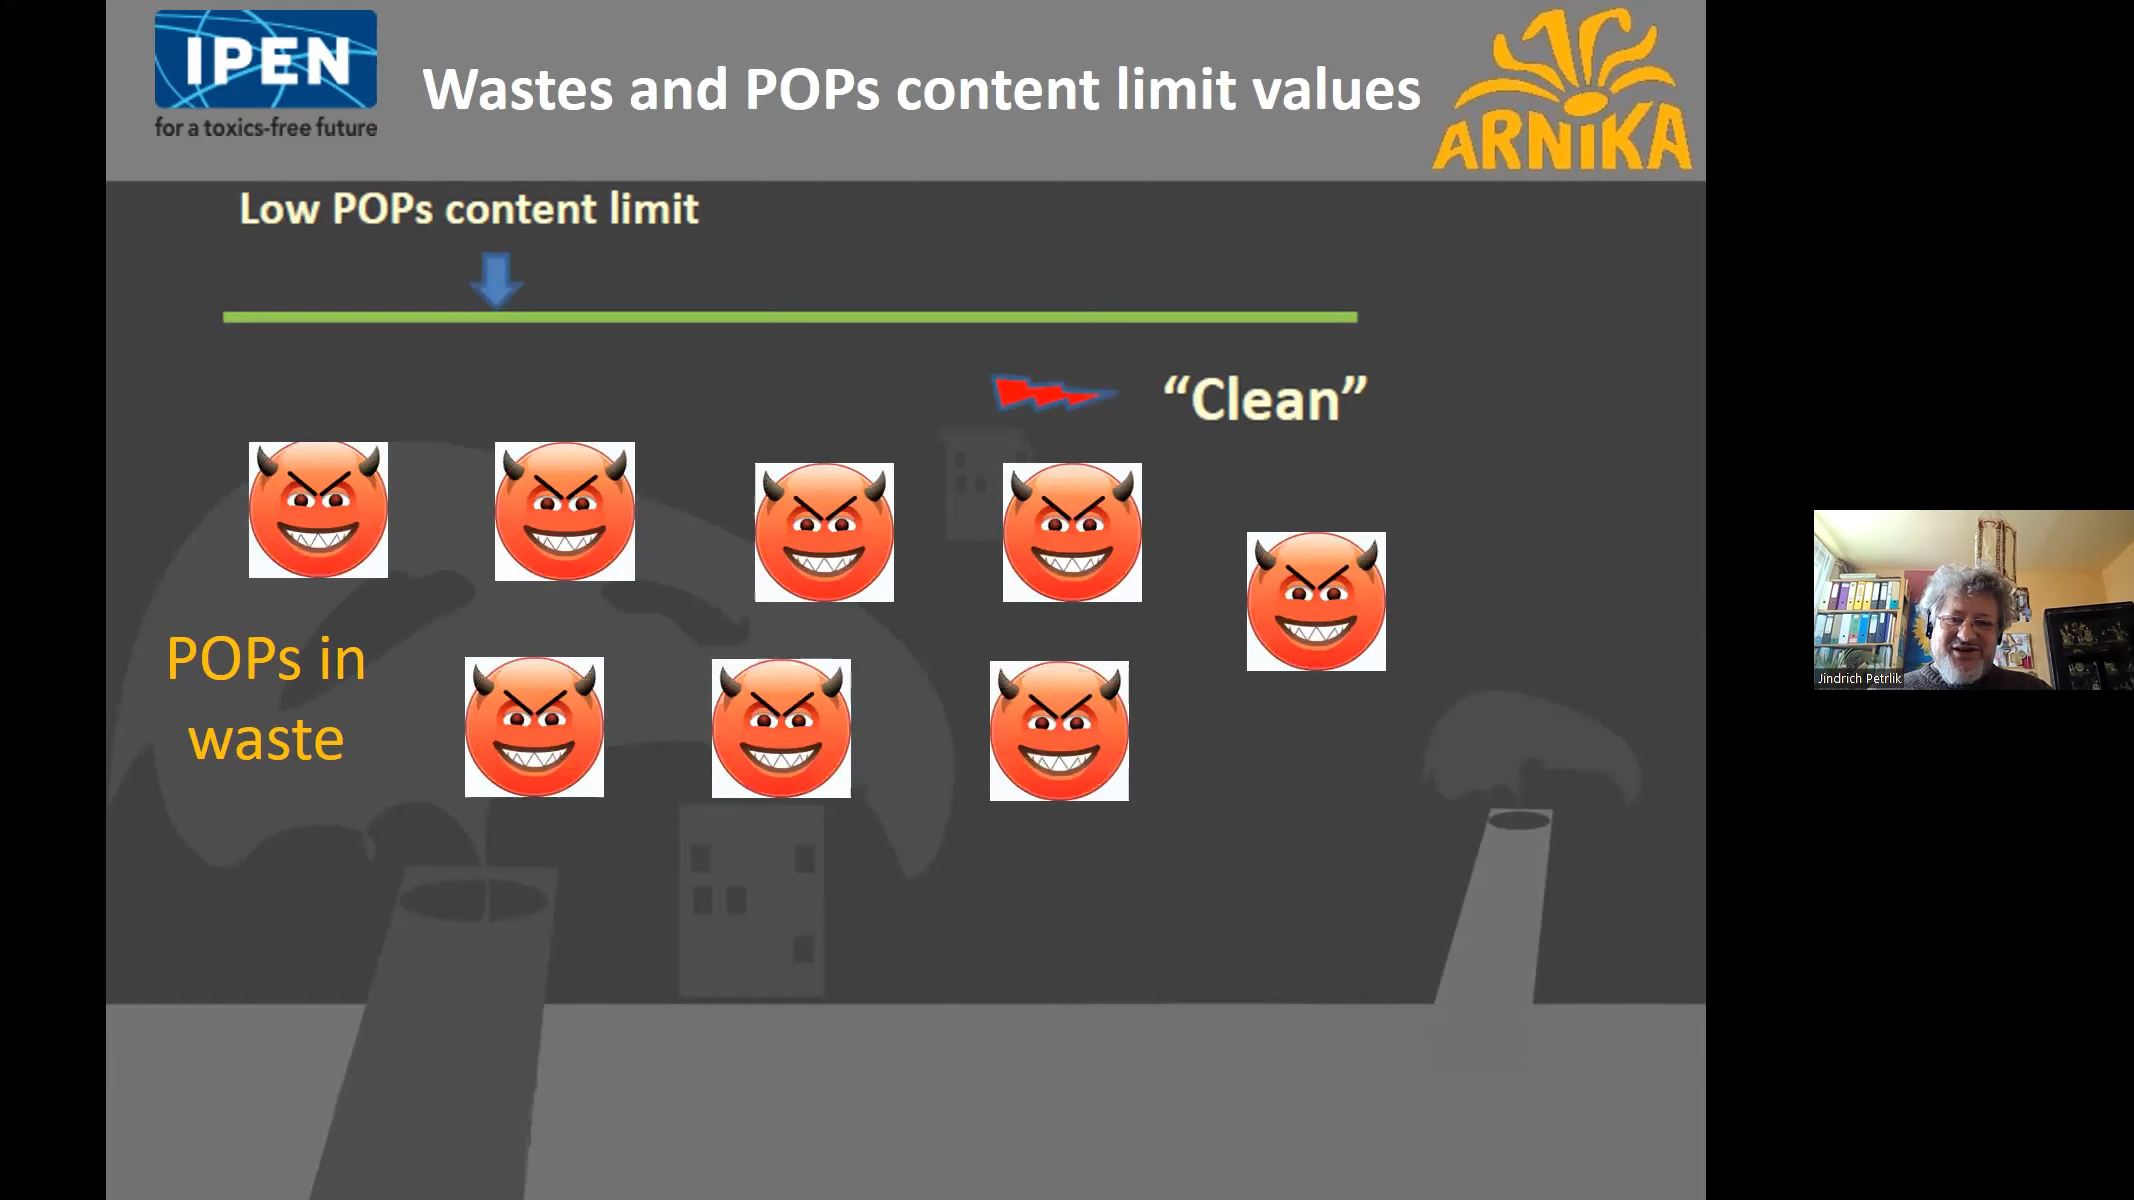 IPEN
for a toxics-free future
Wastes and POPs content limit values
ARNIKA
Low POPs content limit
“Clean”
POPs in
waste
Jindrich Petrlik